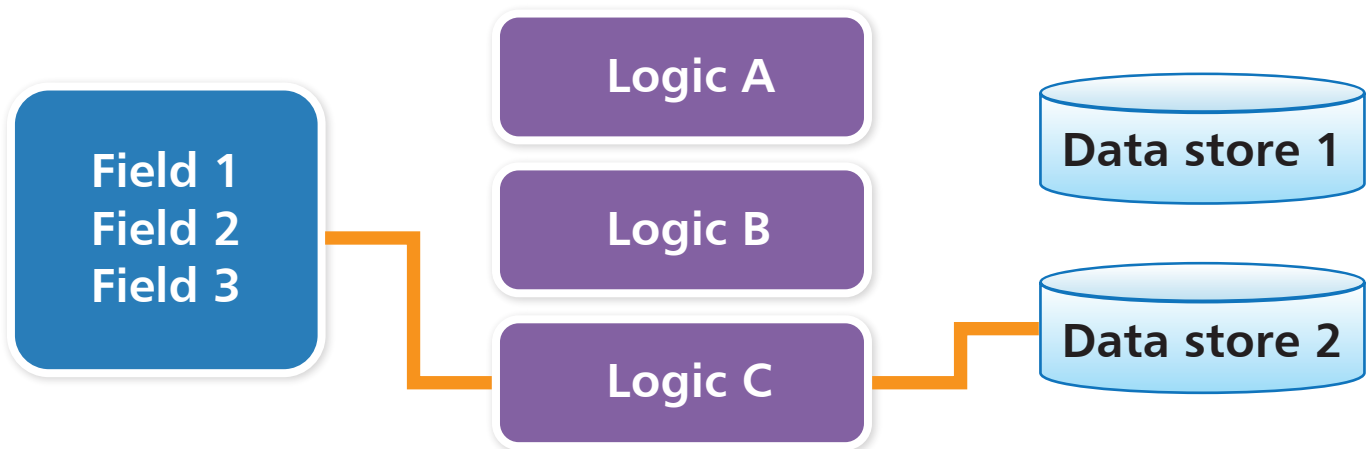 Field 1
Field 2
Field 3
Logic A
Logic B
Logic C
Data store 1
Data store 2